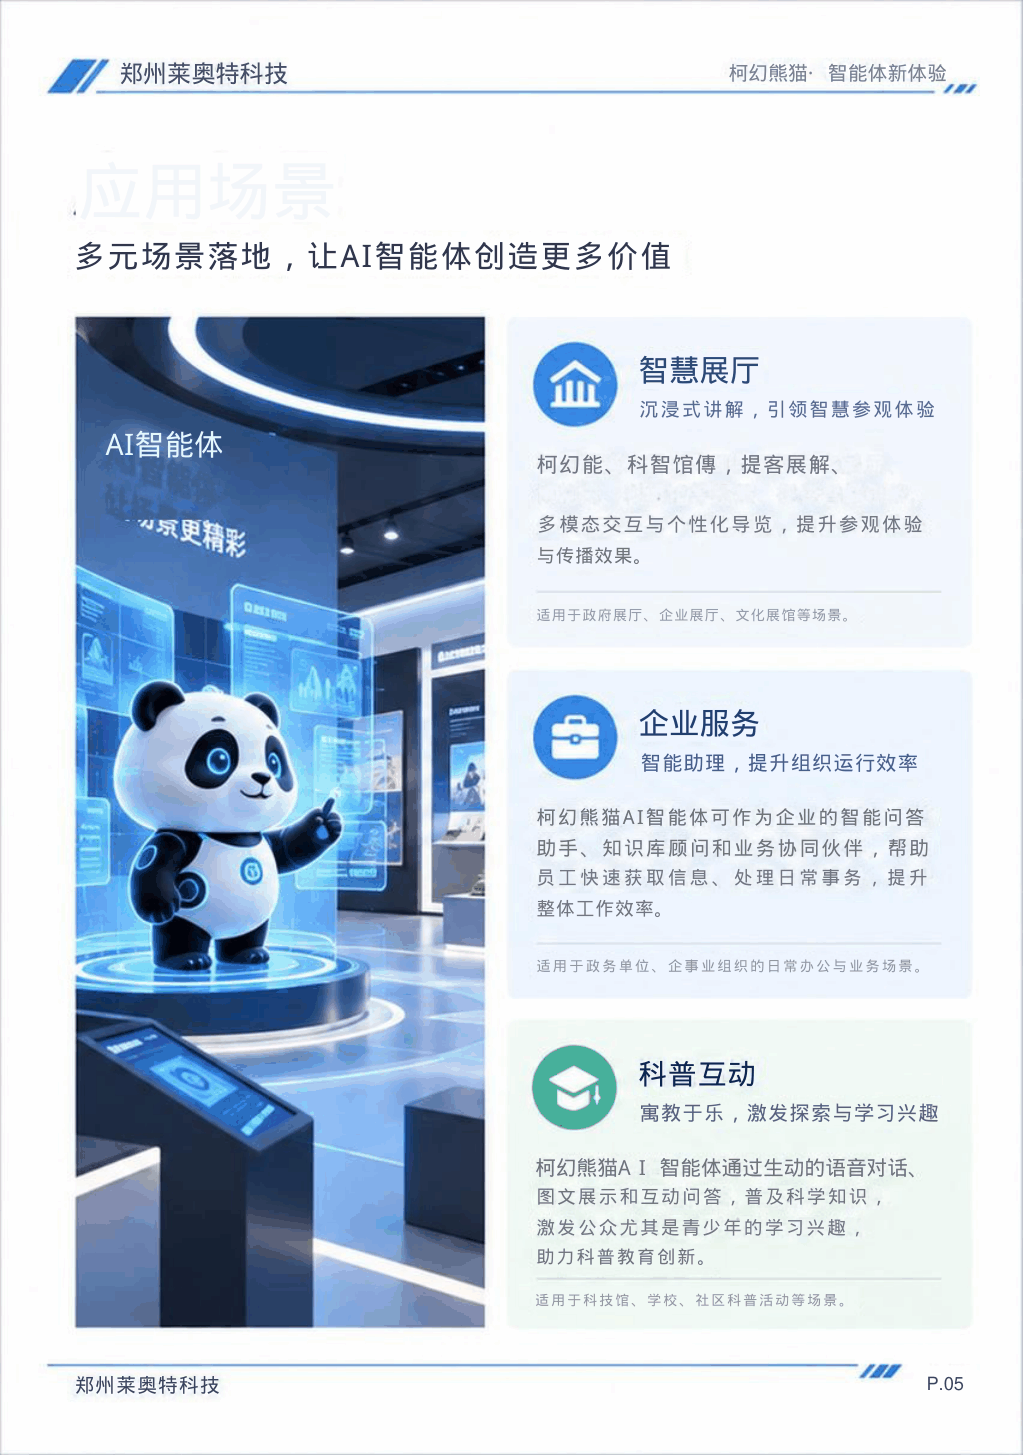 郑州莱奥特科技
柯幻熊猫· 智能体新体验
应用场景
多元场景落地，让AI智能体创造更多价值
AI智能体
场景更精彩
智慧展厅
沉浸式讲解，引领智慧参观体验
柯幻能、科智馆傳，提客展解、
多模态交互与个性化导览，提升参观体验
与传播效果。
适用于政府展厅、企业展厅、文化展馆等场景。
企业服务
智能助理，提升组织运行效率
柯幻熊猫AI智能体可作为企业的智能问答
助手、知识库顾问和业务协同伙伴，帮助
员工快速获取信息、处理日常事务，提升
整体工作效率。
适用于政务单位、企事业组织的日常办公与业务场景。
科普互动
寓教于乐，激发探索与学习兴趣
柯幻熊猫AI 智能体通过生动的语音对话、
图文展示和互动问答，普及科学知识，
激发公众尤其是青少年的学习兴趣，
助力科普教育创新。
适用于科技馆、学校、社区科普活动等场景。
郑州莱奥特科技
P.05